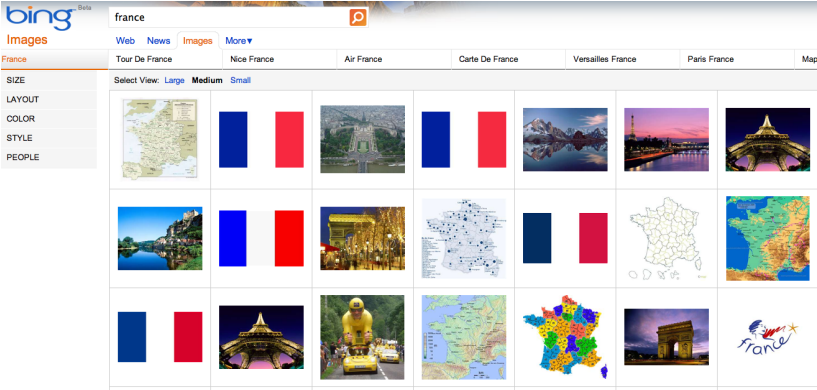 bing Beta
france
Images
Web News Images More▾
France
Tour De France Nice France Air France Carte De France Versailles France Paris France Map
SIZE
Select View: Large Medium Small
LAYOUT
COLOR
STYLE
PEOPLE
france